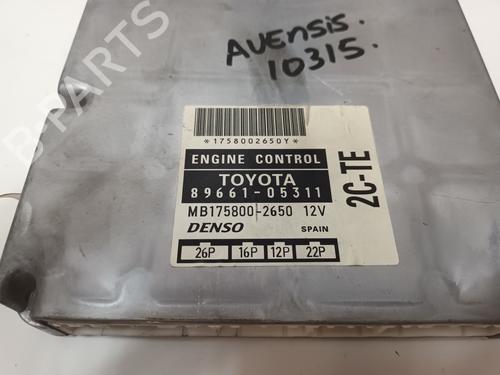 B-PARTS
AVENSIS.
10315.
*1758002650Y*
ENGINE CONTROL
TOYOTA
89661-05311
MB175800-2650 12V
DENSO SPAIN
26P 16P 12P 22P
2C-TE